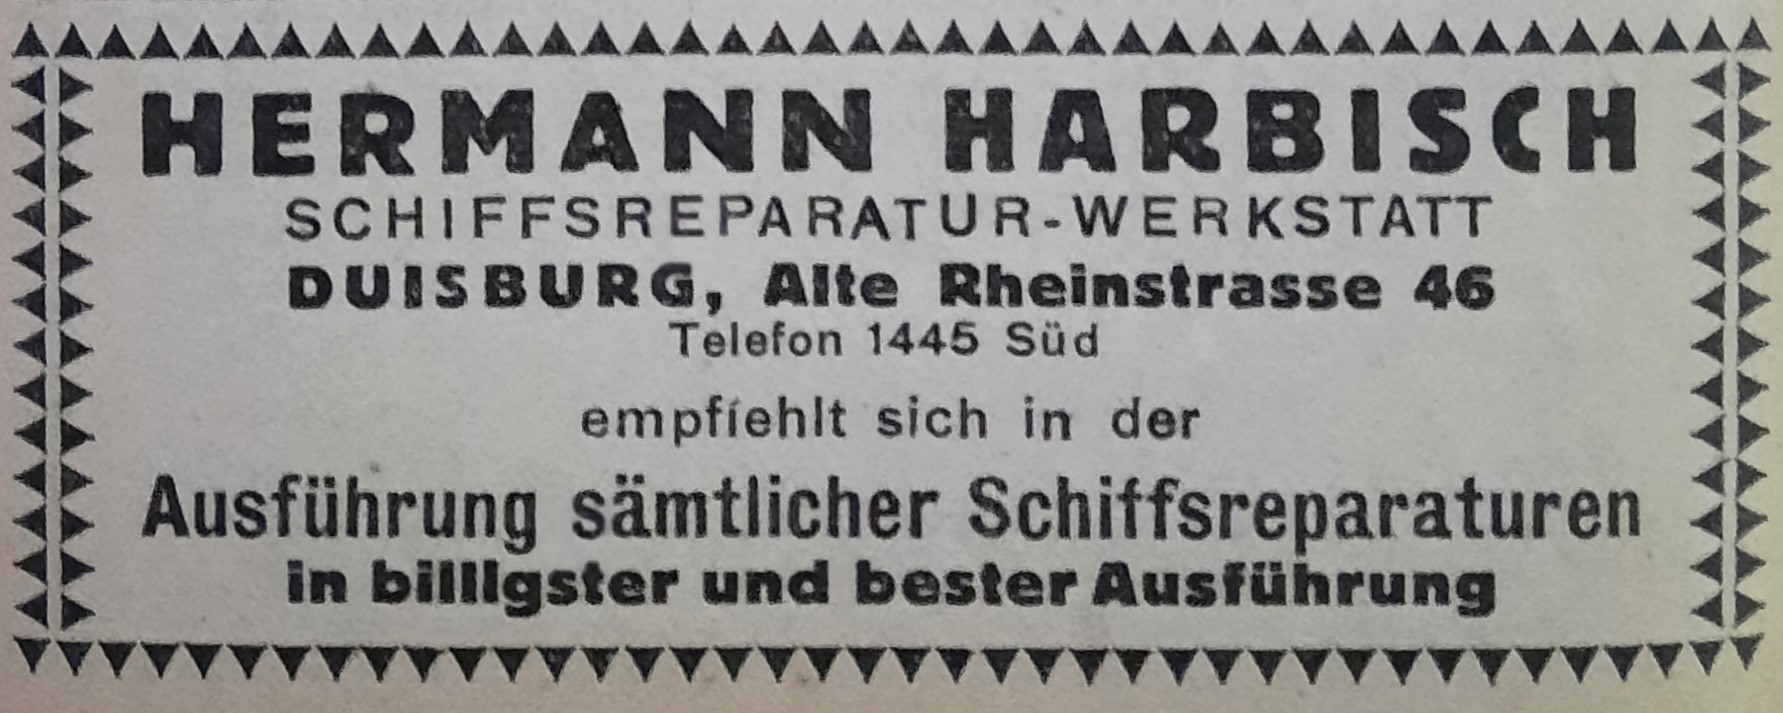 HERMANN HARBISCH
SCHIFFSREPARATUR-WERKSTATT
DUISBURG, Alte Rheinstrasse 46
Telefon 1445 Süd
empfiehlt sich in der
Ausführung sämtlicher Schiffsreparaturen
in billigster und bester Ausführung